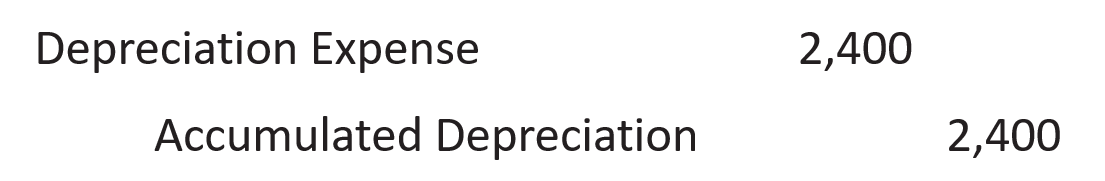 Depreciation Expense 2,400
Accumulated Depreciation 2,400